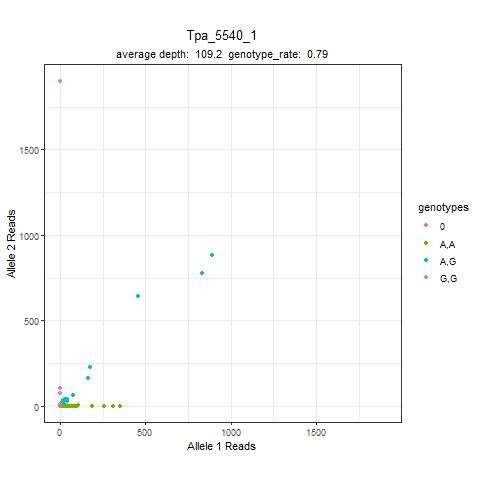 Tpa_5540_1
average depth: 109.2 genotype_rate: 0.79
1500
1000
500
0
Allele 2 Reads
0 500 1000 1500
Allele 1 Reads
genotypes
0
A,A
A,G
G,G